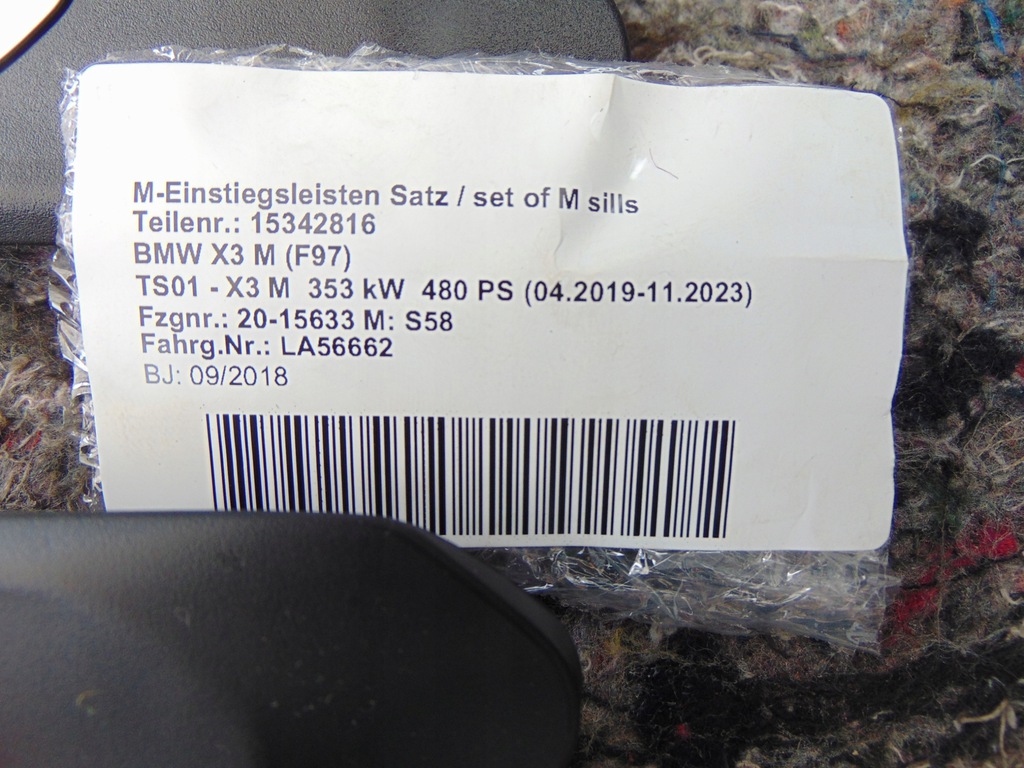 M-Einstiegsleisten Satz / set of M sills
Teilenr.: 15342816
BMW X3 M (F97)
TS01 - X3 M 353 kW 480 PS (04.2019-11.2023)
Fzgnr.: 20-15633 M: S58
Fahrg.Nr.: LA56662
BJ: 09/2018